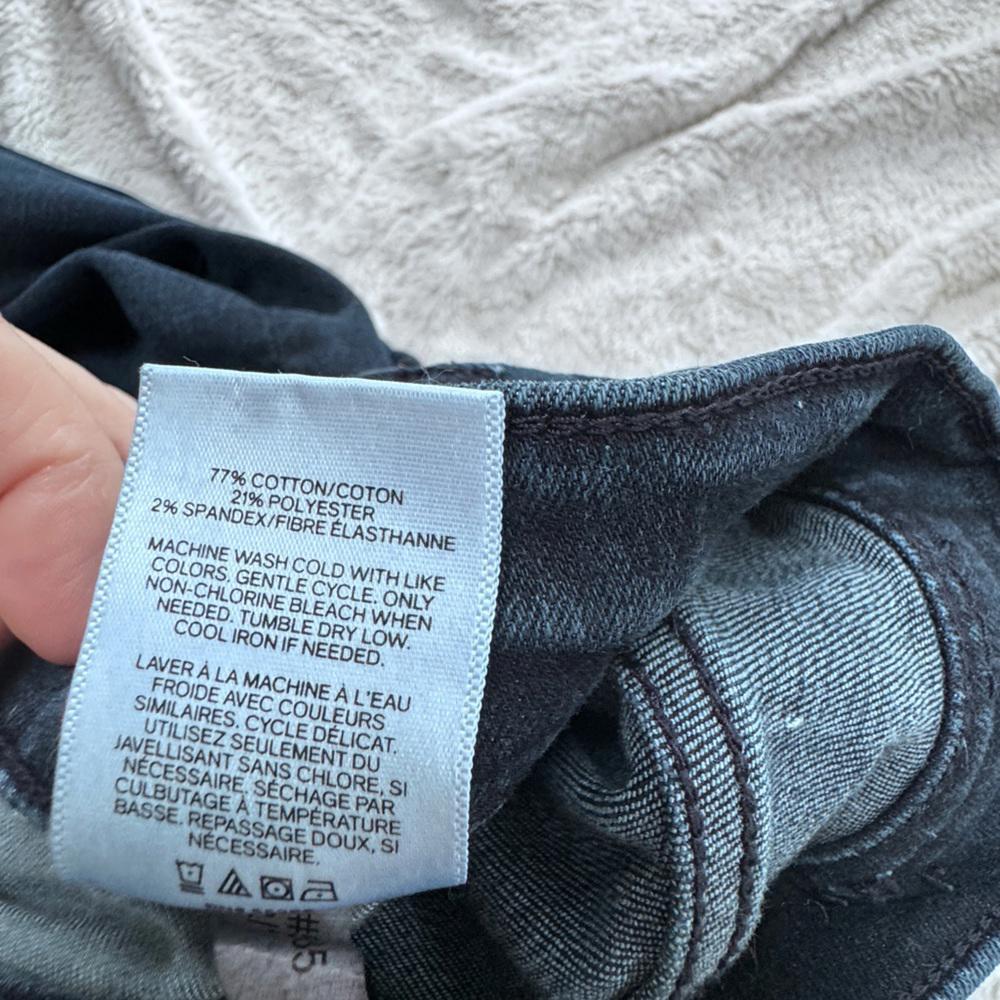 77% COTTON/COTON
21% POLYESTER
2% SPANDEX/FIBRE ÉLASTHANNE
MACHINE WASH COLD WITH LIKE
COLORS. GENTLE CYCLE. ONLY
NON-CHLORINE BLEACH WHEN
NEEDED. TUMBLE DRY LOW.
COOL IRON IF NEEDED.
LAVER À LA MACHINE À L'EAU
FROIDE AVEC COULEURS
SIMILAIRES. CYCLE DÉLICAT.
UTILISEZ SEULEMENT DU
JAVELLISANT SANS CHLORE, SI
NÉCESSAIRE. SÉCHAGE PAR
CULBUTAGE À TEMPÉRATURE
BASSE. REPASSAGE DOUX, SI
NÉCESSAIRE.
#55